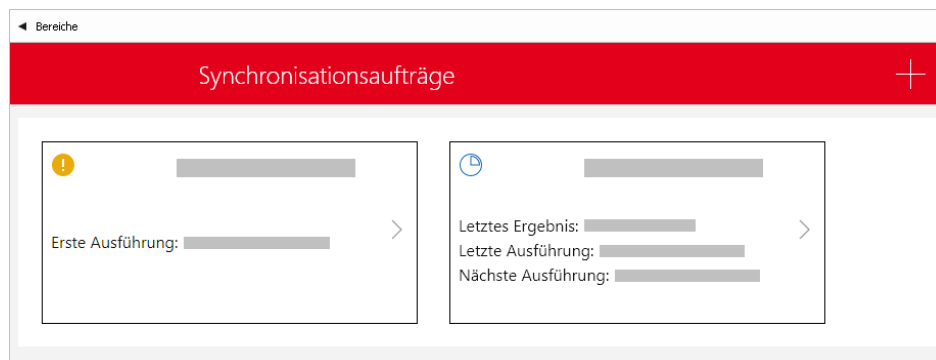 Bereiche
Synchronisationsaufträge
Erste Ausführung:
Letztes Ergebnis:
Letzte Ausführung:
Nächste Ausführung: